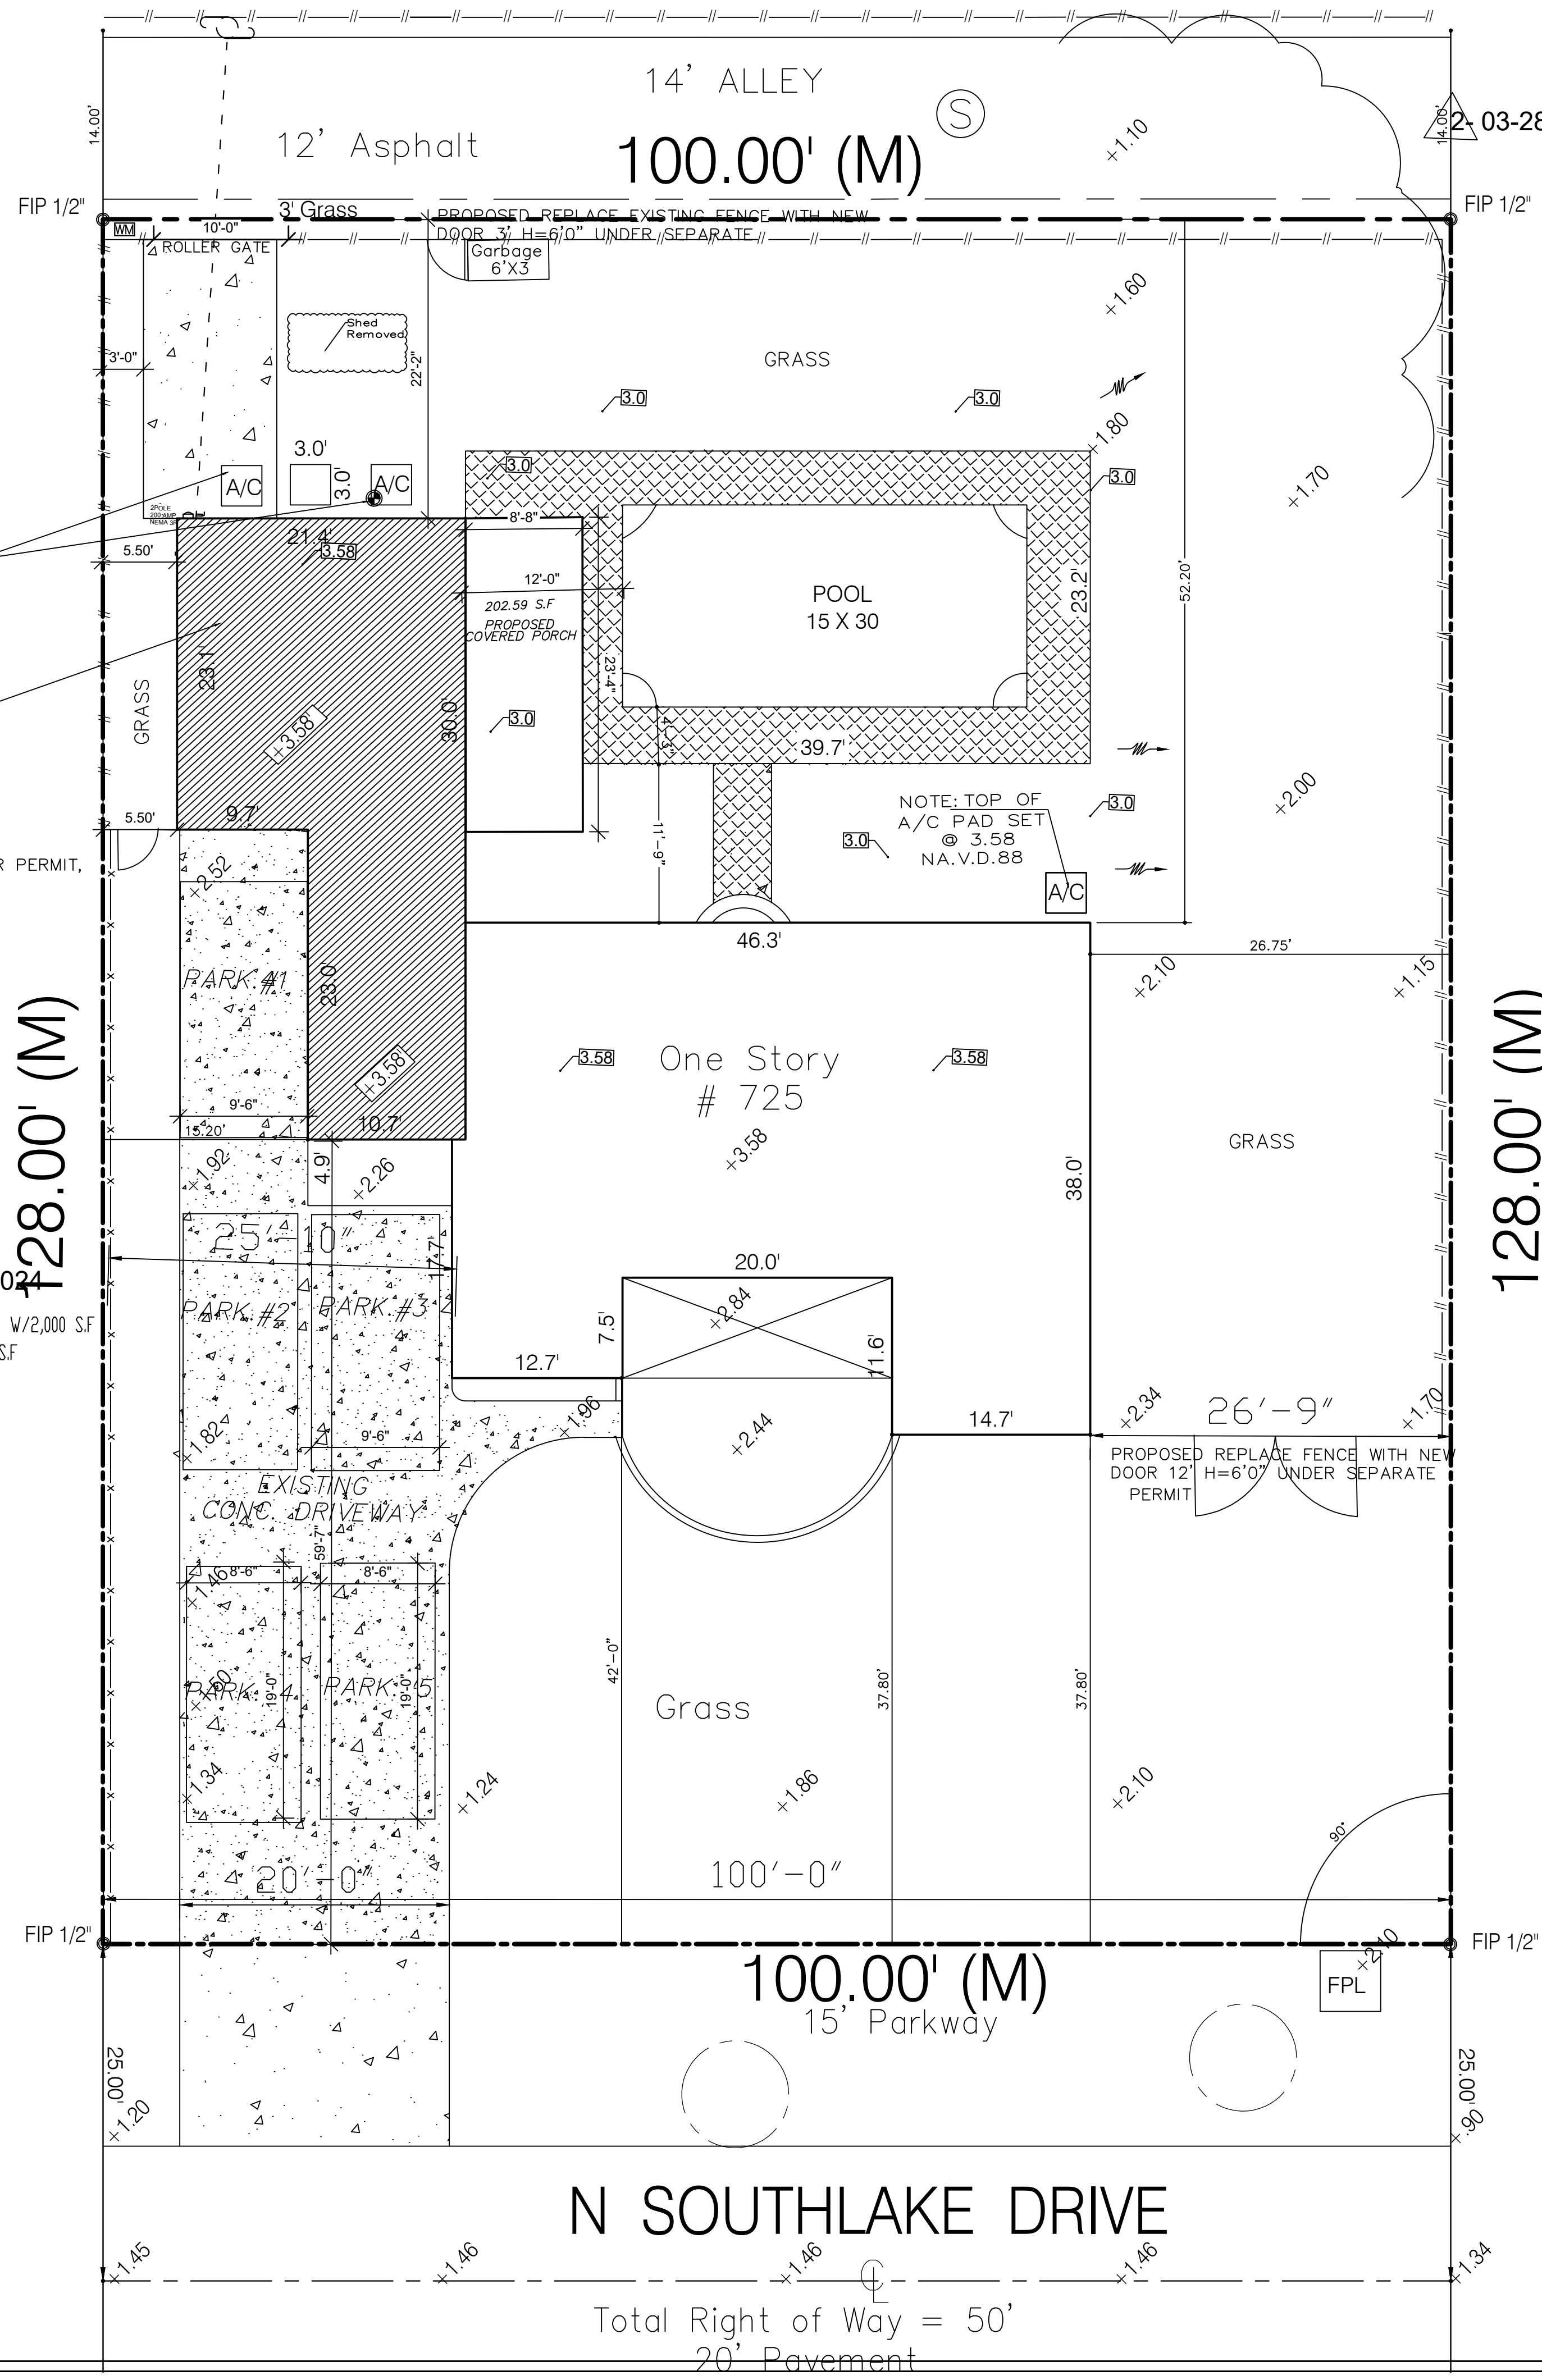 14' ALLEY
S
14.00'
14.00'
2- 03-28
12' Asphalt
100.00' (M)
+1.10
FIP 1/2"
FIP 1/2"
3' Grass
WM
10'-0"
ROLLER GATE
PROPOSED REPLACE EXISTING FENCE WITH NEW
DOOR 3', H=6'0" UNDER SEPARATE
Garbage
6'X3
+1.60
Shed
Removed
3'-0"
22'-2"
GRASS
3.0
3.0
+1.80
3.0'
3.0'
3.0
3.0
+1.70
A/C
A/C
2POLE
200-AMP
NEMA 3R
8'-8"
21.4'
3.58
5.50'
12'-0"
202.59 S.F
PROPOSED
COVERED PORCH
POOL
15 X 30
23.2'
52.20'
23.1'
23'-4"
GRASS
+3.58'
30.0'
3.0
4'-3"
39.7'
+2.00
5.50'
9.7'
NOTE: TOP OF
A/C PAD SET
@ 3.58
NA.V.D.88
3.0
3.0
11'-9"
R PERMIT,
+2.52
A/C
46.3'
26.75'
PARK.#1
23.0'
+2.10
+1.15
128.00' (M)
128.00' (M)
3.58
3.58
One Story
# 725
+3.58'
9'-6"
15.20'
10.7'
+3.58
GRASS
+1.92
4.9'
+2.26
38.0'
25'-10"
17.7'
024
20.0'
W/2,000 S.F
S.F
PARK.#2
PARK.#3
+2.84
7.5'
11.6'
12.7'
+1.96
+1.82
9'-6"
+2.44
14.7'
+2.34
26'-9"
+1.70
PROPOSED REPLACE FENCE WITH NEW
DOOR 12' H=6'0" UNDER SEPARATE
PERMIT
EXISTING
CONC. DRIVEWAY
59'-7"
8'-6"
8'-6"
+1.46
42'-0"
37.80'
37.80'
PARK. 4
19'-0"
PARK. 5
19'-0"
Grass
+1.34
+1.24
+1.86
+2.10
90°
20'-0"
100'-0"
FIP 1/2"
FIP 1/2"
100.00' (M)
+2.10
FPL
15' Parkway
25.00'
25.00'
+1.20
+.90
N SOUTHLAKE DRIVE
+1.45
+1.46
+1.46
+1.46
+1.34
CL
Total Right of Way = 50'
20' Pavement